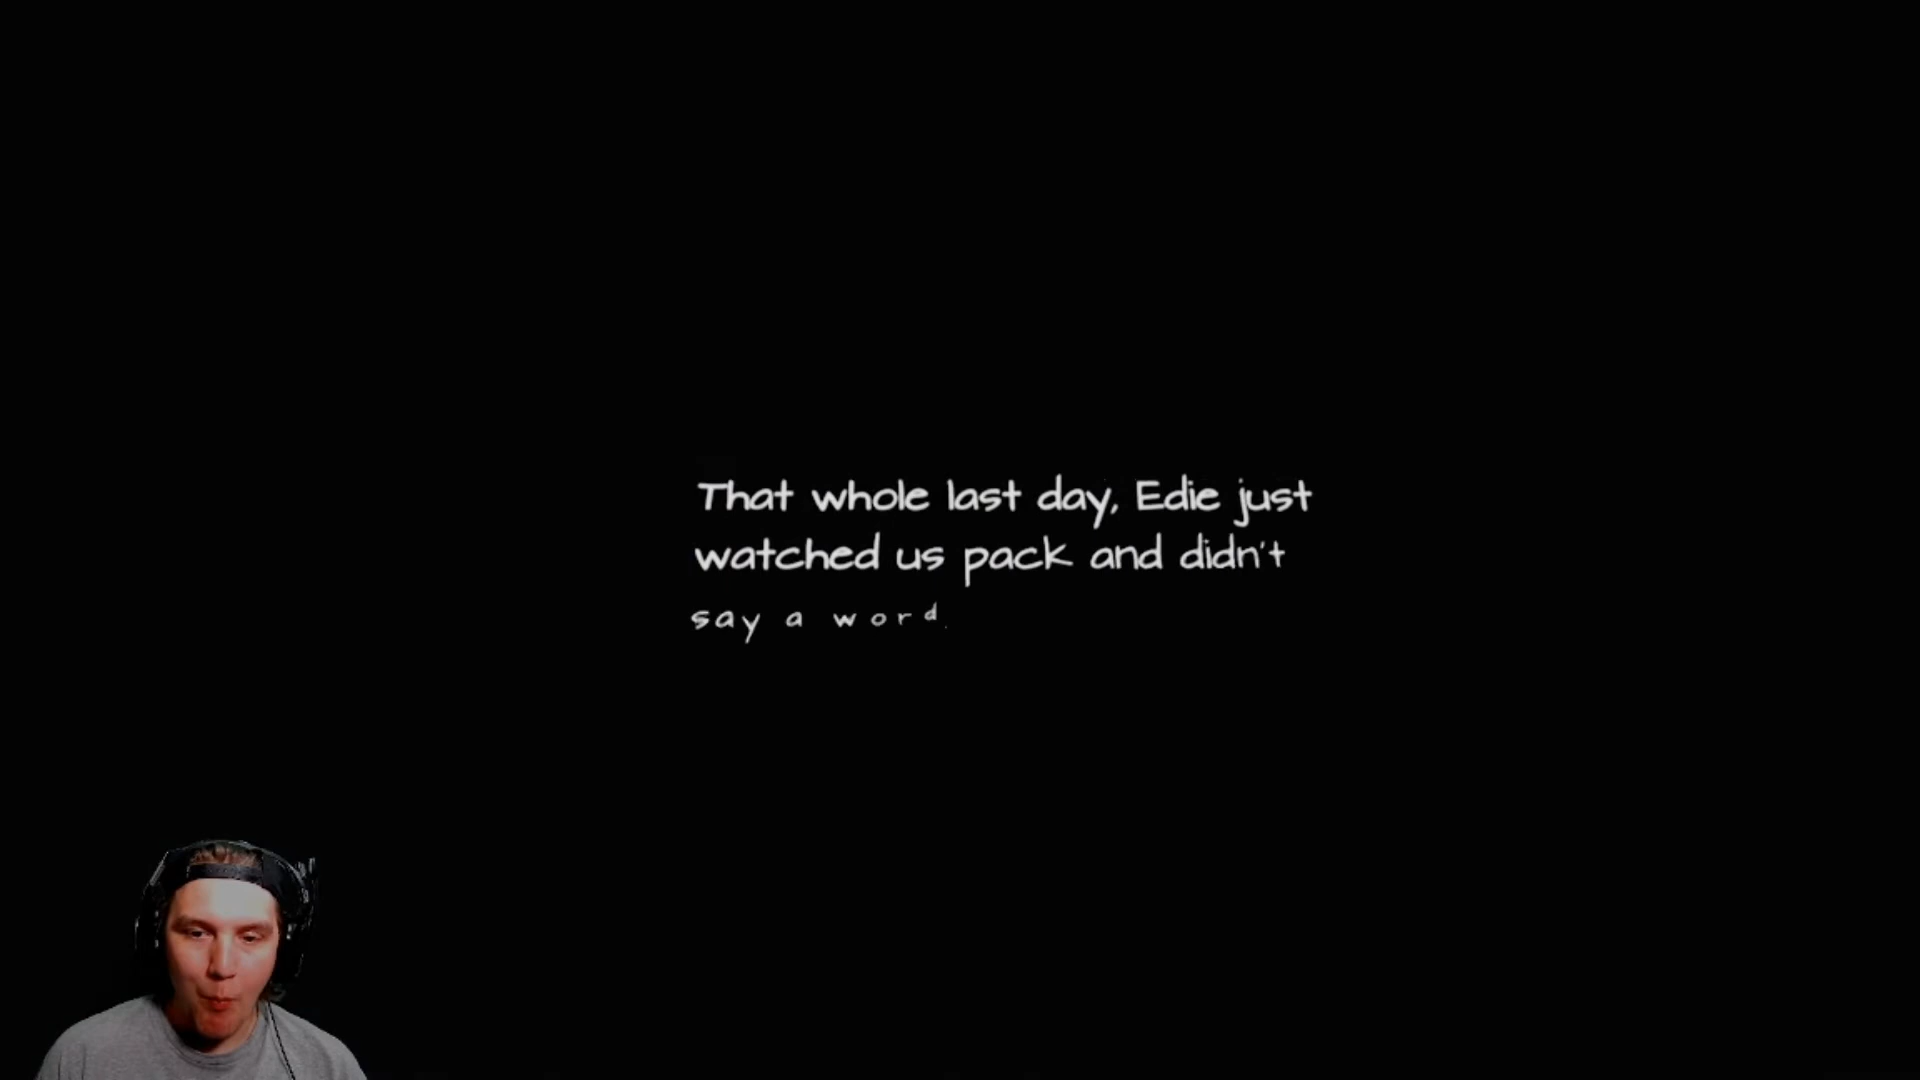 That whole last day, Edie just
watched us pack and didn't
say a word.